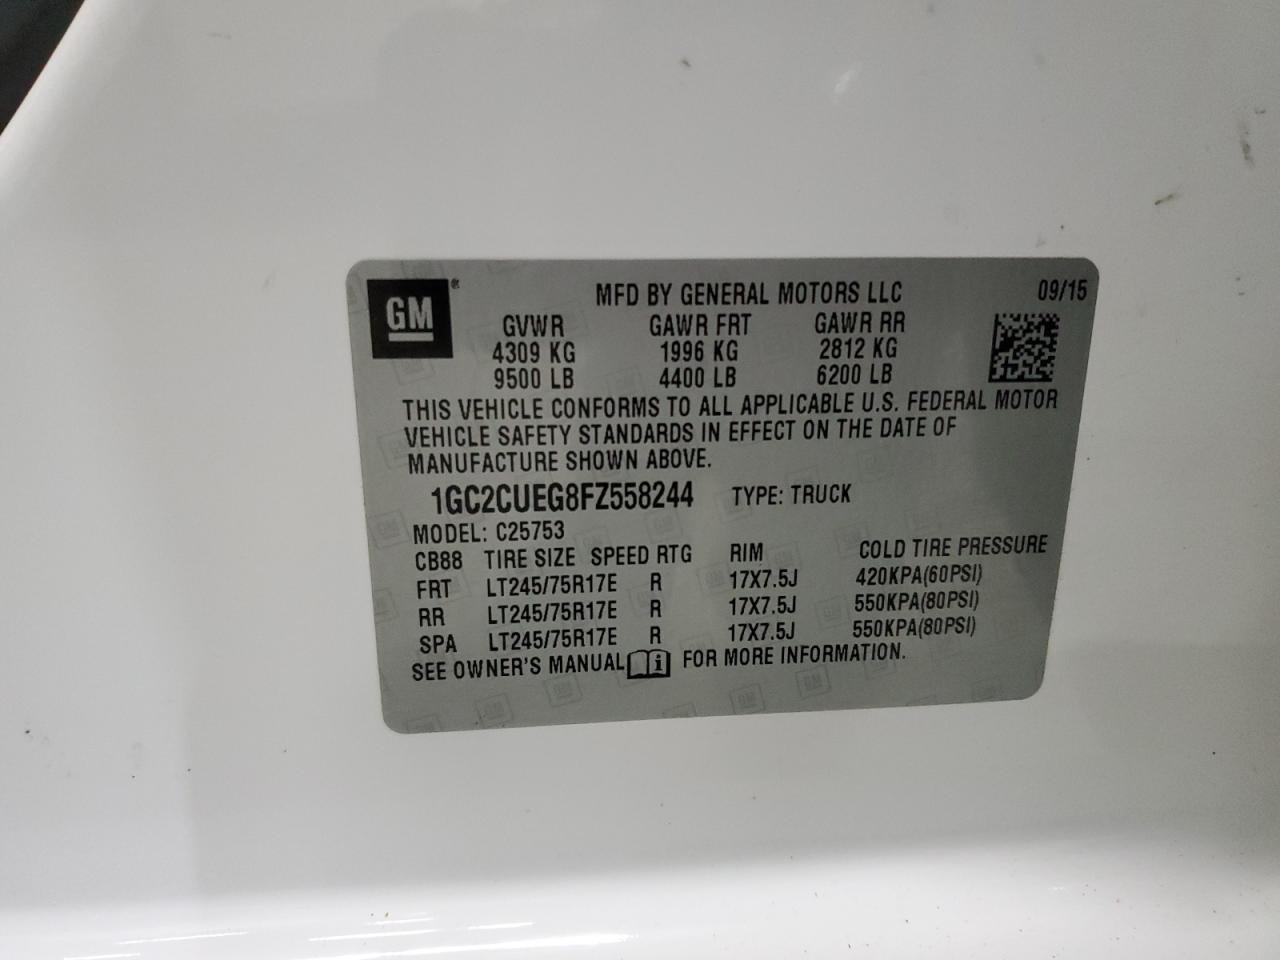 GM
MFD BY GENERAL MOTORS LLC 09/15
GVWR GAWR FRT GAWR RR
4309 KG 1996 KG 2812 KG
9500 LB 4400 LB 6200 LB
THIS VEHICLE CONFORMS TO ALL APPLICABLE U.S. FEDERAL MOTOR
VEHICLE SAFETY STANDARDS IN EFFECT ON THE DATE OF
MANUFACTURE SHOWN ABOVE.
1GC2CUEG8FZ558244 TYPE: TRUCK
MODEL: C25753
CB88 TIRE SIZE SPEED RTG RIM COLD TIRE PRESSURE
FRT LT245/75R17E R 17X7.5J 420KPA(60PSI)
RR LT245/75R17E R 17X7.5J 550KPA(80PSI)
SPA LT245/75R17E R 17X7.5J 550KPA(80PSI)
SEE OWNER'S MANUAL FOR MORE INFORMATION.